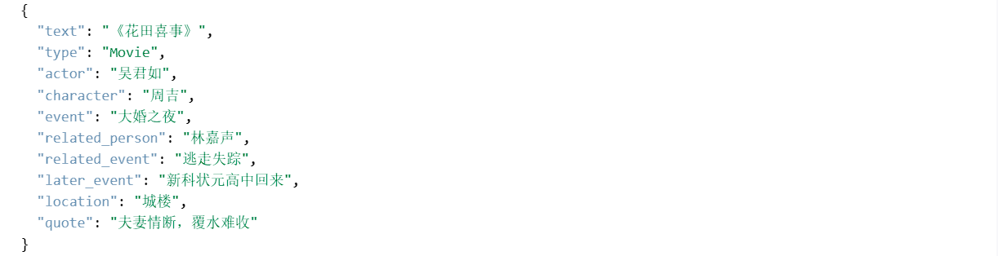 {
"text": "《花田喜事》",
"type": "Movie",
"actor": "吴君如",
"character": "周吉",
"event": "大婚之夜",
"related_person": "林嘉声",
"related_event": "逃走失踪",
"later_event": "新科状元高中回来",
"location": "城楼",
"quote": "夫妻情断，覆水难收"
}